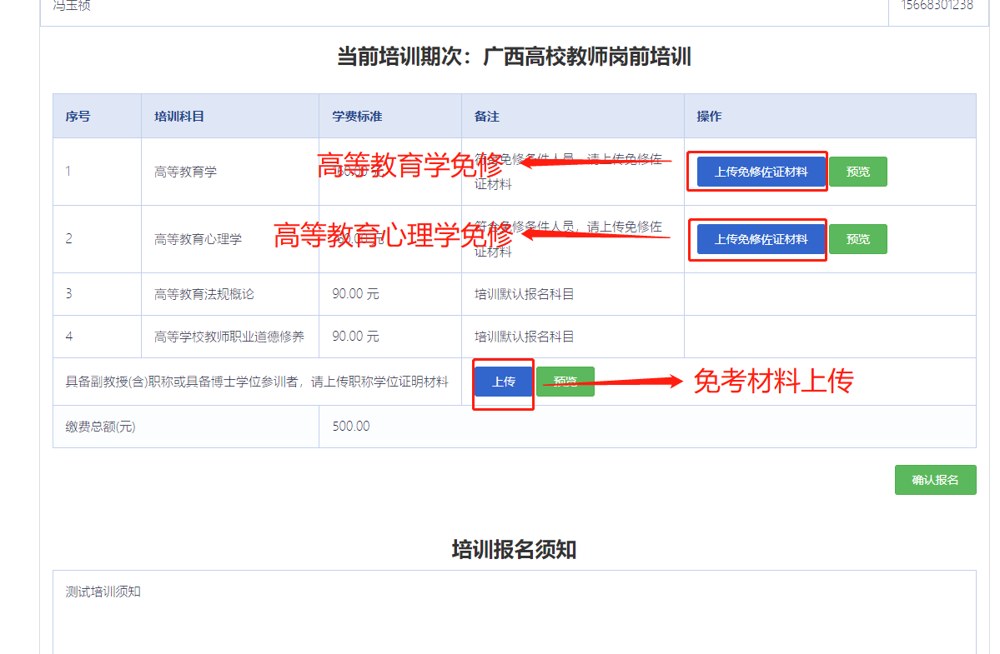 冯玉祯
15668301238
当前培训期次：广西高校教师岗前培训
序号 培训科目 学费标准 备注 操作
1 高等教育学 160.00 元 符合免修条件人员，请上传免修佐证材料 上传免修佐证材料 预览
高等教育学免修
2 高等教育心理学 160.00 元 符合免修条件人员，请上传免修佐证材料 上传免修佐证材料 预览
高等教育心理学免修
3 高等教育法规概论 90.00 元 培训默认报名科目
4 高等学校教师职业道德修养 90.00 元 培训默认报名科目
具备副教授(含)职称或具备博士学位参训者，请上传职称学位证明材料 上传 预览 免考材料上传
缴费总额(元) 500.00
确认报名
培训报名须知
测试培训须知